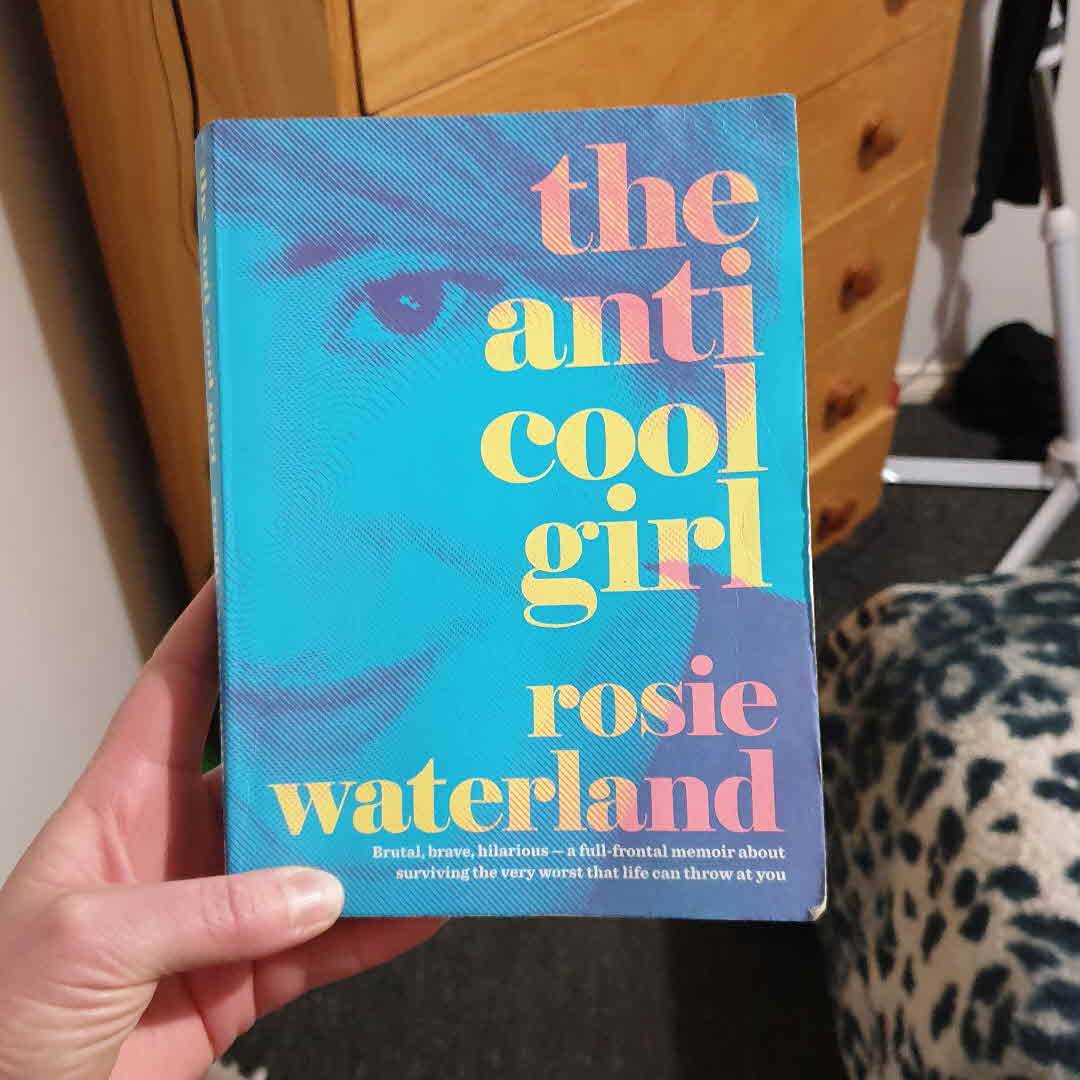 the
anti
cool
girl
rosie
waterland
Brutal, brave, hilarious – a full-frontal memoir about
surviving the very worst that life can throw at you